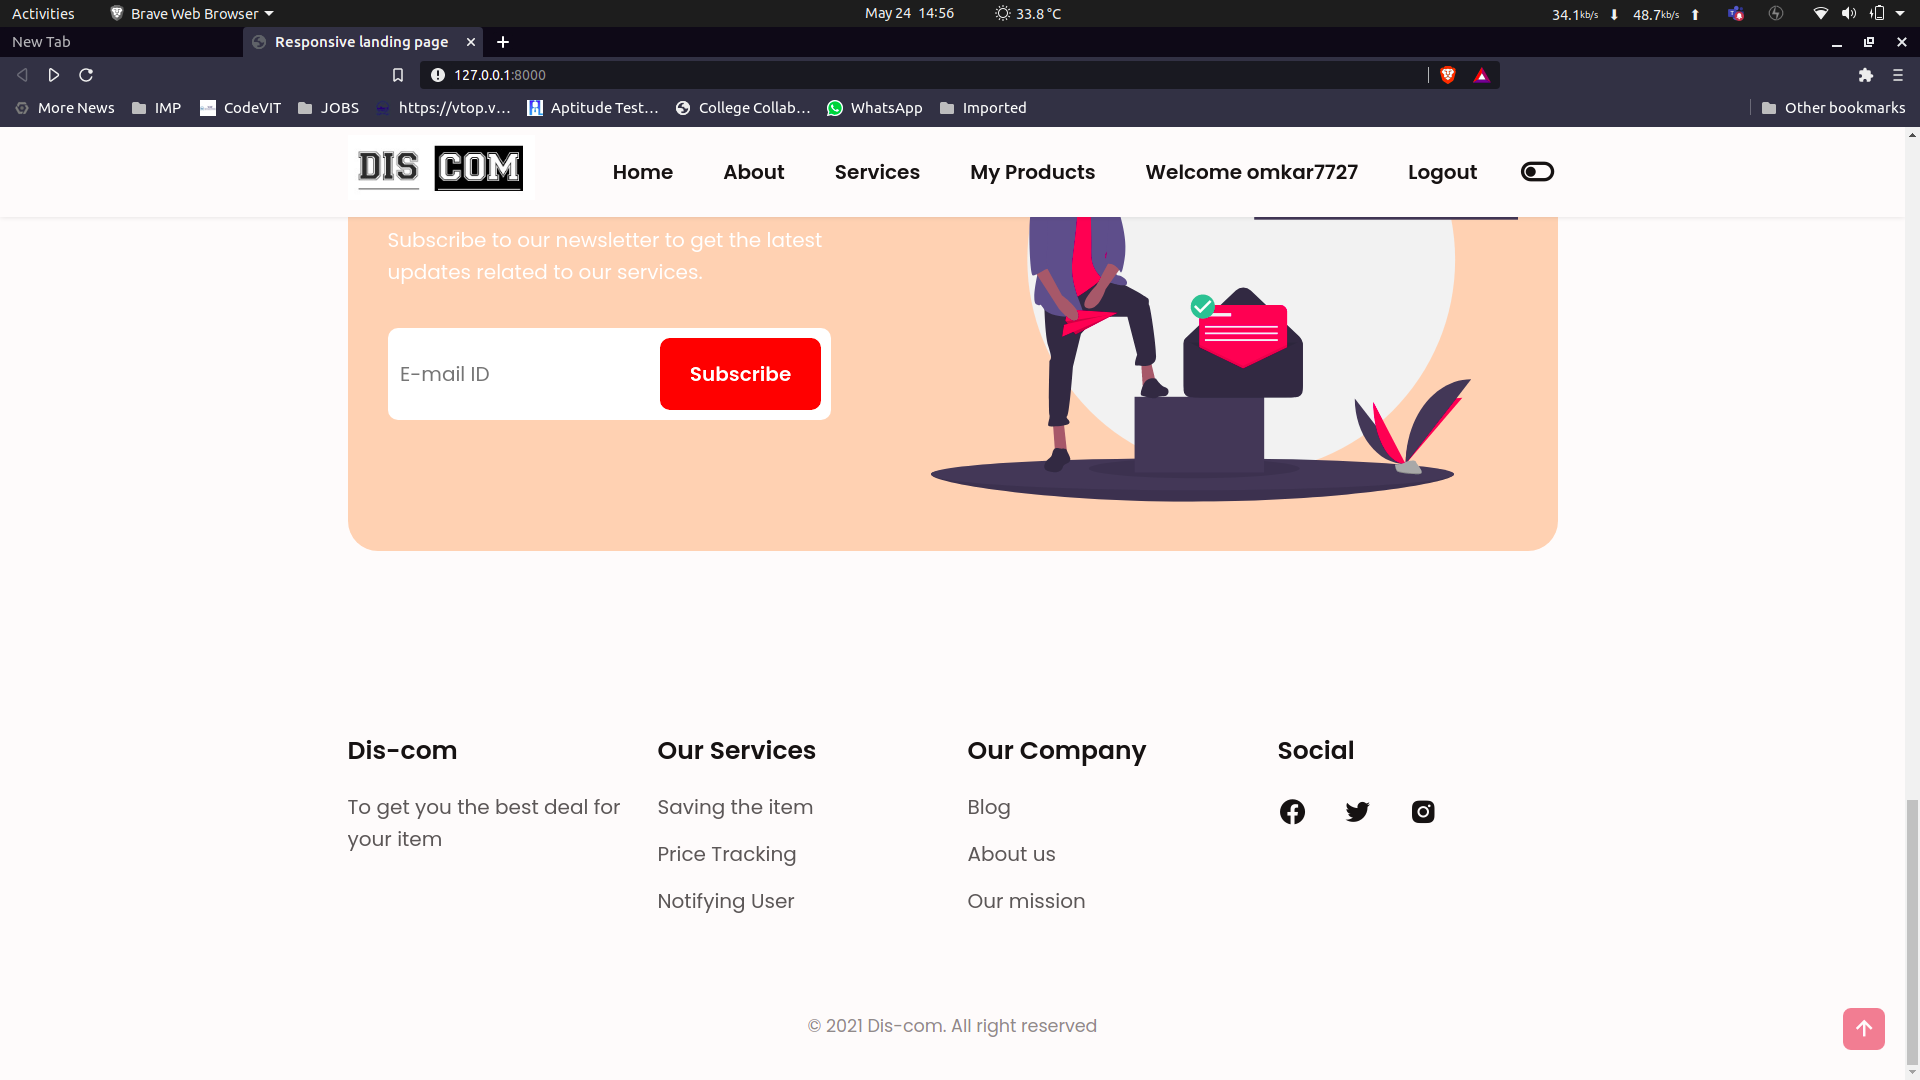 Activities
Brave Web Browser
May 24 14:56
33.8 °C
34.1kb/s
48.7kb/s
New Tab
Responsive landing page
127.0.0.1:8000
More News
IMP
CodeVIT
JOBS
https://vtop.v...
Aptitude Test...
College Collab...
WhatsApp
Imported
Other bookmarks
DIS COM
Home
About
Services
My Products
Welcome omkar7727
Logout
Subscribe to our newsletter to get the latest
updates related to our services.
E-mail ID
Subscribe
Dis-com
To get you the best deal for
your item
Our Services
Saving the item
Price Tracking
Notifying User
Our Company
Blog
About us
Our mission
Social
© 2021 Dis-com. All right reserved